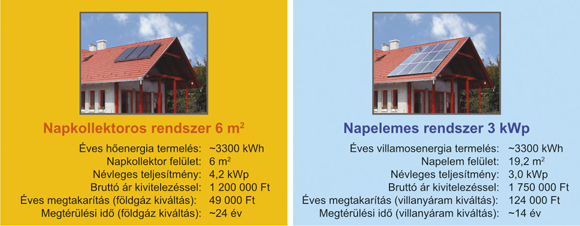 Napkollektoros rendszer 6 m²
Éves hőenergia termelés: ~3300 kWh
Napkollektor felület: 6 m²
Névleges teljesítmény: 4,2 kWp
Bruttó ár kivitelezéssel: 1 200 000 Ft
Éves megtakarítás (földgáz kiváltás): 49 000 Ft
Megtérülési idő (földgáz kiváltás): ~24 év
Napelemes rendszer 3 kWp
Éves villamosenergia termelés: ~3300 kWh
Napelem felület: 19,2 m²
Névleges teljesítmény: 3,0 kWp
Bruttó ár kivitelezéssel: 1 750 000 Ft
Éves megtakarítás (villanyáram kiváltás): 124 000 Ft
Megtérülési idő (villanyáram kiváltás): ~14 év